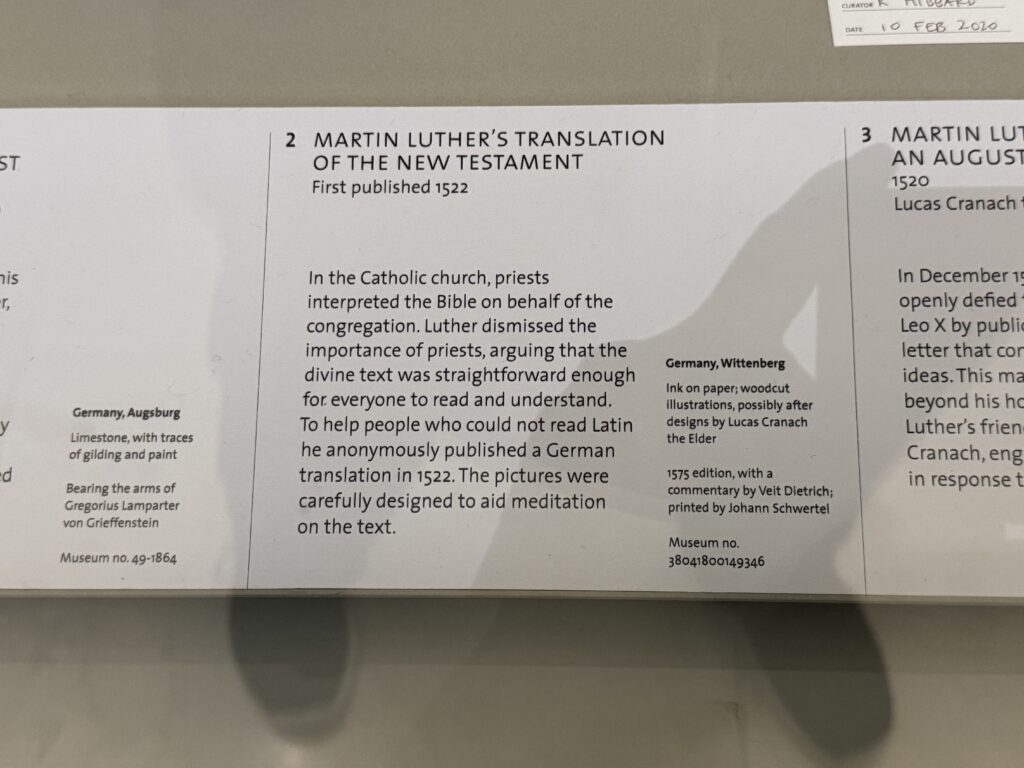 CURATOR
DATE 10 FEB 2020
ST
his
er,
y
ed
Germany, Augsburg
Limestone, with traces
of gilding and paint
Bearing the arms of
Gregorius Lamparter
von Grieffenstein
Museum no. 49-1864
2 MARTIN LUTHER'S TRANSLATION
OF THE NEW TESTAMENT
First published 1522
In the Catholic church, priests
interpreted the Bible on behalf of the
congregation. Luther dismissed the
importance of priests, arguing that the
divine text was straightforward enough
for everyone to read and understand.
To help people who could not read Latin
he anonymously published a German
translation in 1522. The pictures were
carefully designed to aid meditation
on the text.
Germany, Wittenberg
Ink on paper; woodcut
illustrations, possibly after
designs by Lucas Cranach
the Elder
1575 edition, with a
commentary by Veit Dietrich;
printed by Johann Schwertel
Museum no.
38041800149346
3 MARTIN LUT
AN AUGUST
1520
Lucas Cranach t
In December 15
openly defied t
Leo X by public
letter that con
ideas. This ma
beyond his ho
Luther's frien
Cranach, eng
in response t